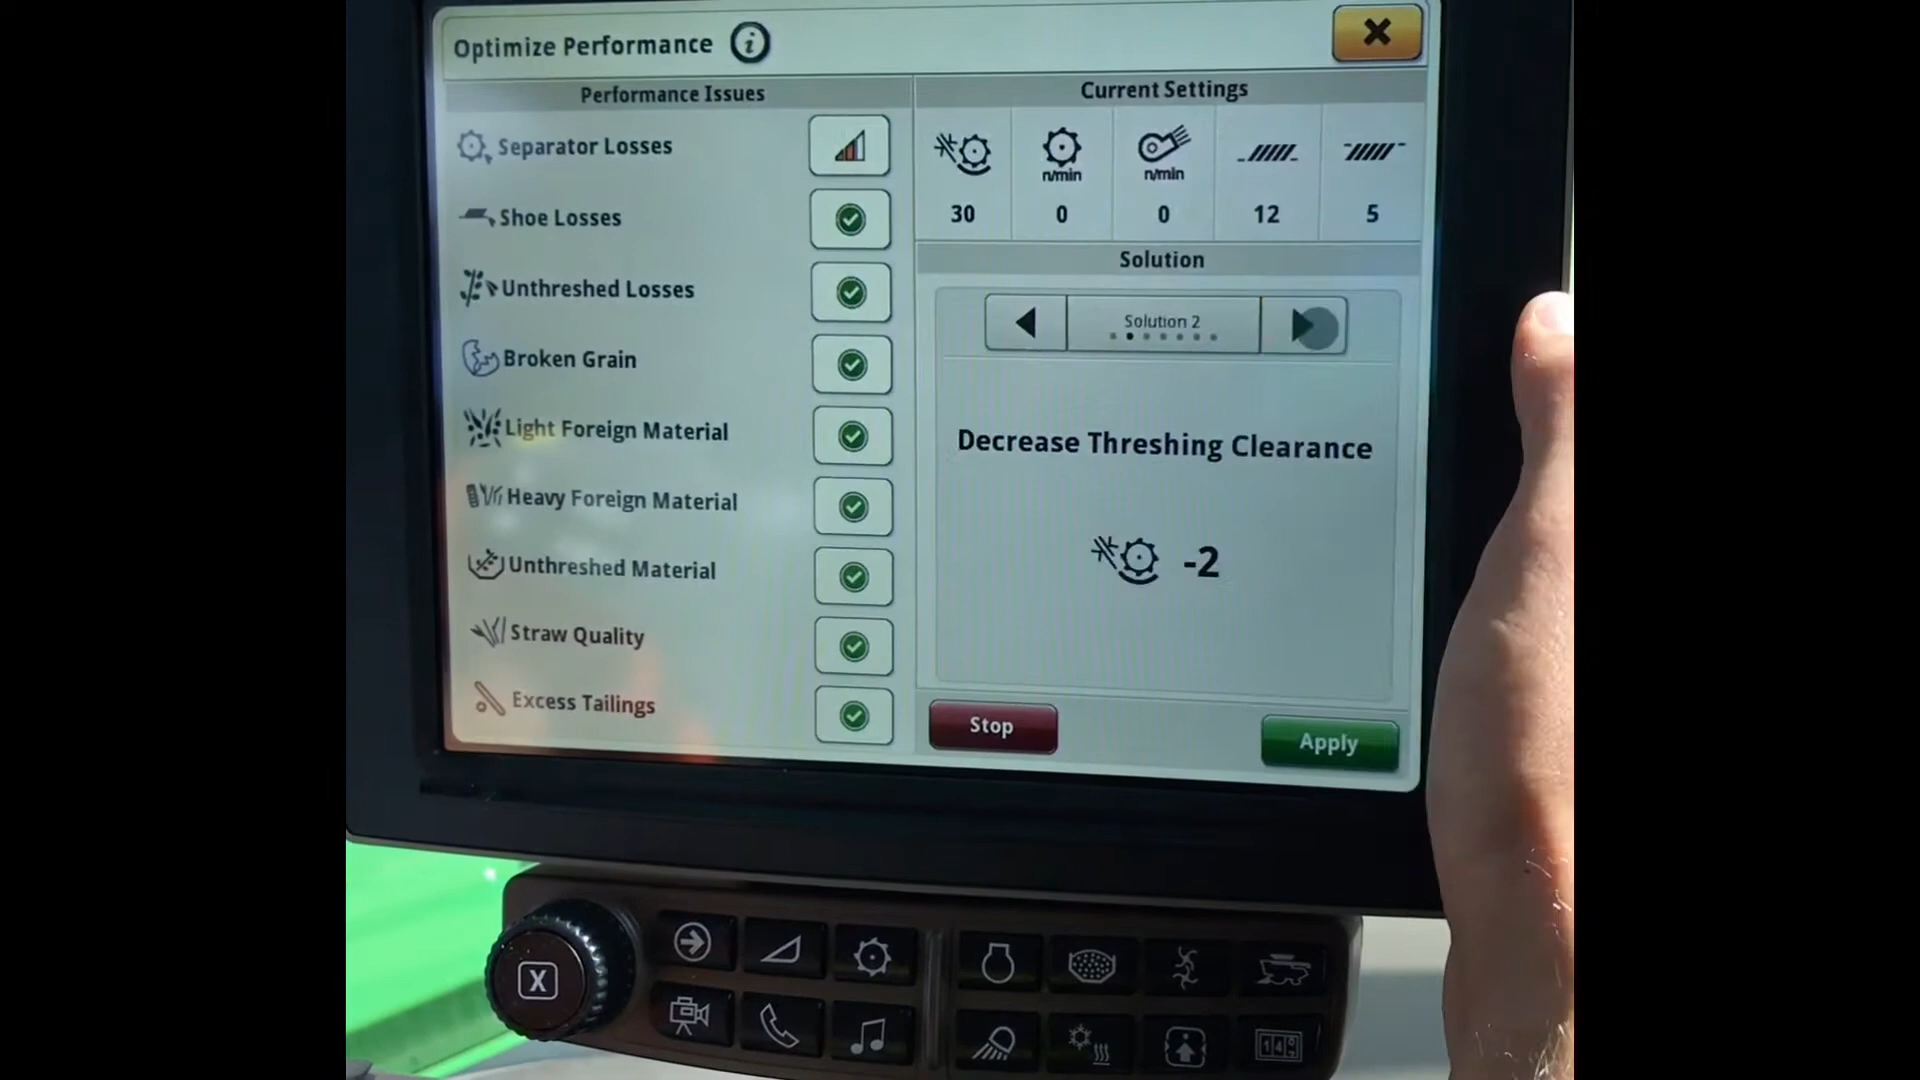 Optimize Performance
Performance Issues
Separator Losses
Shoe Losses
Unthreshed Losses
Broken Grain
Light Foreign Material
Heavy Foreign Material
Unthreshed Material
Straw Quality
Excess Tailings
Current Settings
n/min
n/min
30
0
0
12
5
Solution
Solution 2
Decrease Threshing Clearance
-2
Stop
Apply
X